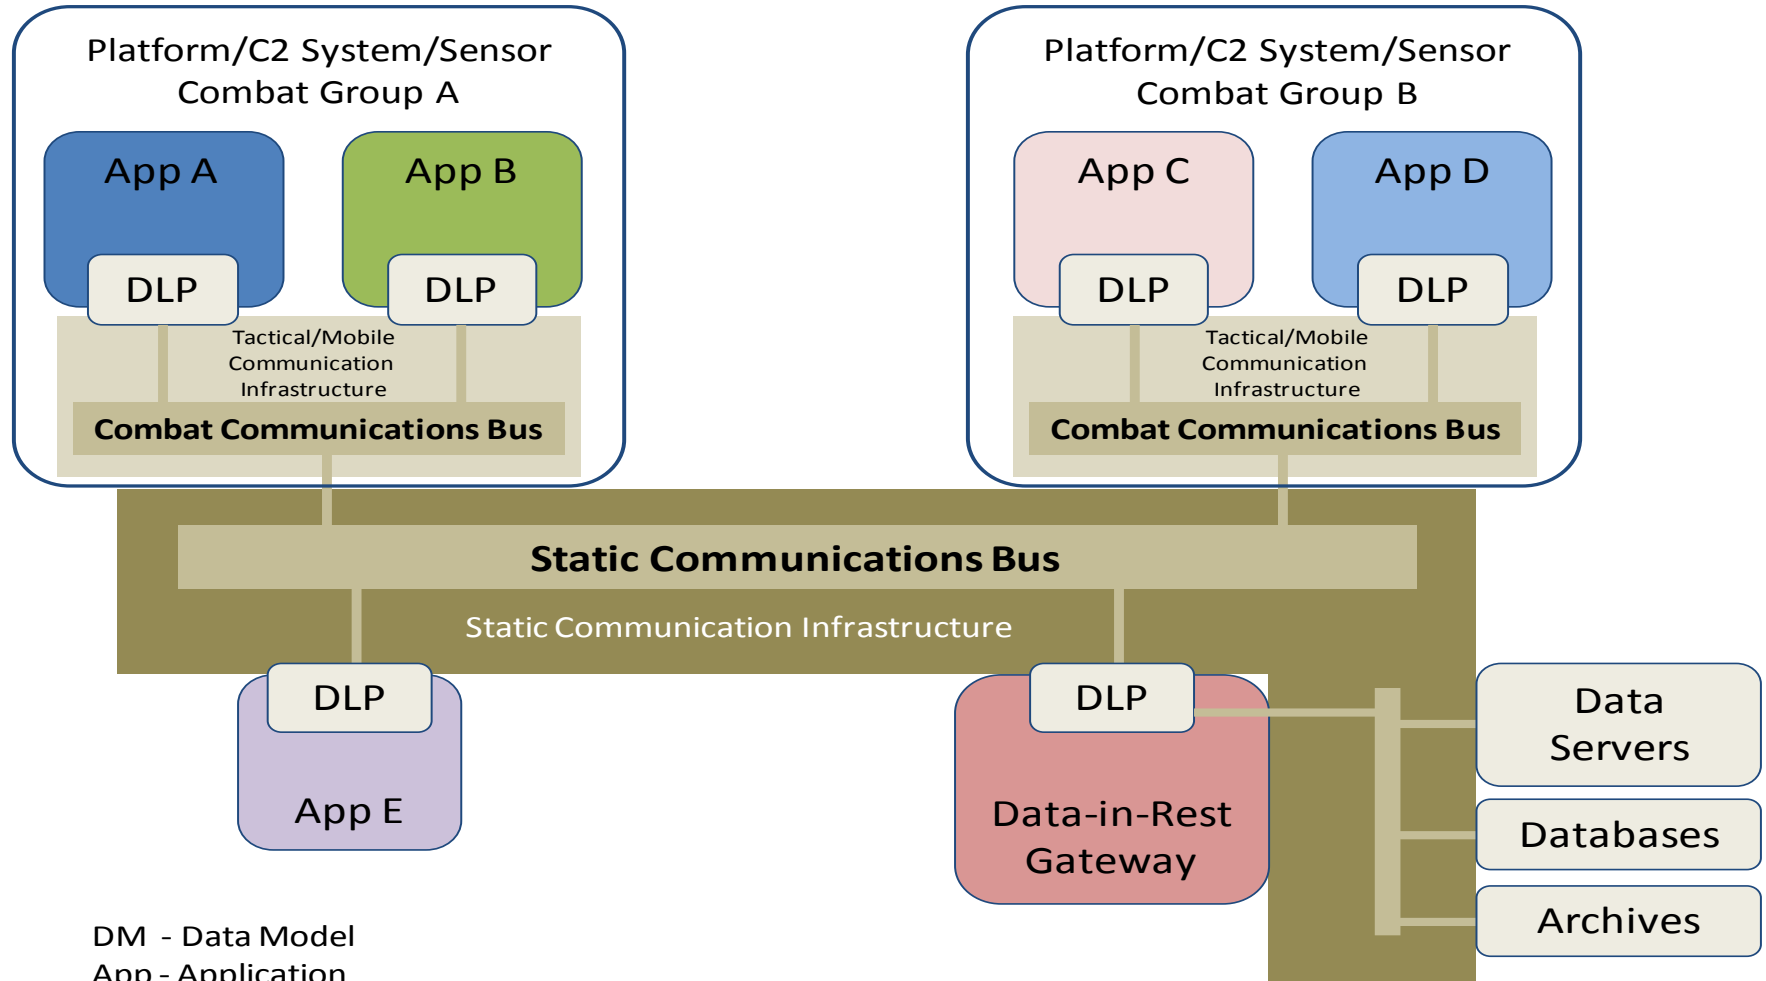 Platform/C2 System/Sensor
Combat Group A
App A
App B
DLP
DLP
Tactical/Mobile
Communication
Infrastructure
Combat Communications Bus
Platform/C2 System/Sensor
Combat Group B
App C
App D
DLP
DLP
Tactical/Mobile
Communication
Infrastructure
Combat Communications Bus
Static Communications Bus
Static Communication Infrastructure
DLP
App E
DLP
Data-in-Rest
Gateway
Data
Servers
Databases
Archives
DM - Data Model
App - Application